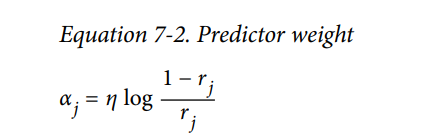 Equation 7-2. Predictor weight
α_j = η log (1 − r_j) / r_j